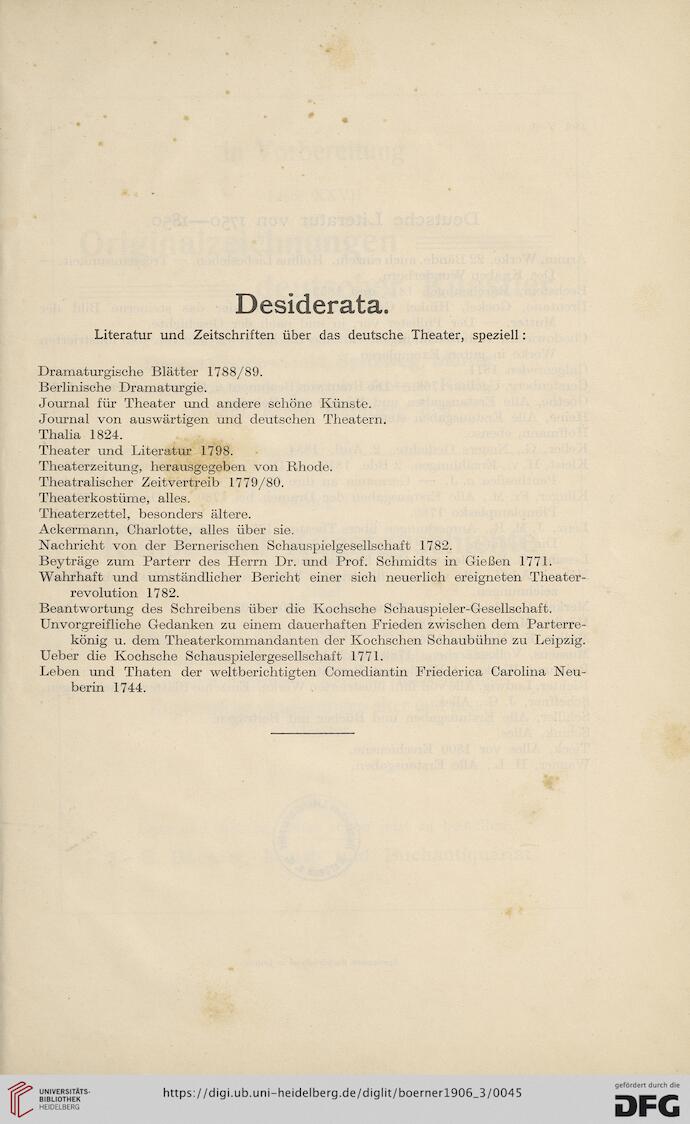 Desiderata.
Literatur und Zeitschriften über das deutsche Theater, speziell :
Dramaturgische Blätter 1788/89.
Berlinische Dramaturgie.
Journal für Theater und andere schöne Künste.
Journal von auswärtigen und deutschen Theatern.
Thalia 1824.
Theater und Literatur 1798.
Theaterzeitung, herausgegeben von Rhode.
Theatralischer Zeitvertreib 1779/80.
Theaterkostüme, alles.
Theaterzettel, besonders ältere.
Ackermann, Charlotte, alles über sie.
Nachricht von der Bernerischen Schauspielgesellschaft 1782.
Beyträge zum Parterr des Herrn Dr. und Prof. Schmidts in Gießen 1771.
Wahrhaft und umständlicher Bericht einer sich neuerlich ereigneten Theater-
revolution 1782.
Beantwortung des Schreibens über die Kochsche Schauspieler-Gesellschaft.
Unvorgreifliche Gedanken zu einem dauerhaften Frieden zwischen dem Parterre-
könig u. dem Theaterkommandanten der Kochschen Schaubühne zu Leipzig.
Ueber die Kochsche Schauspielergesellschaft 1771.
Leben und Thaten der weltberichtigten Comediantin Friederica Carolina Neu-
berin 1744.
UNIVERSITÄTS-
BIBLIOTHEK
HEIDELBERG
https://digi.ub.uni-heidelberg.de/diglit/boerner1906_3/0045
gefördert durch die
DFG